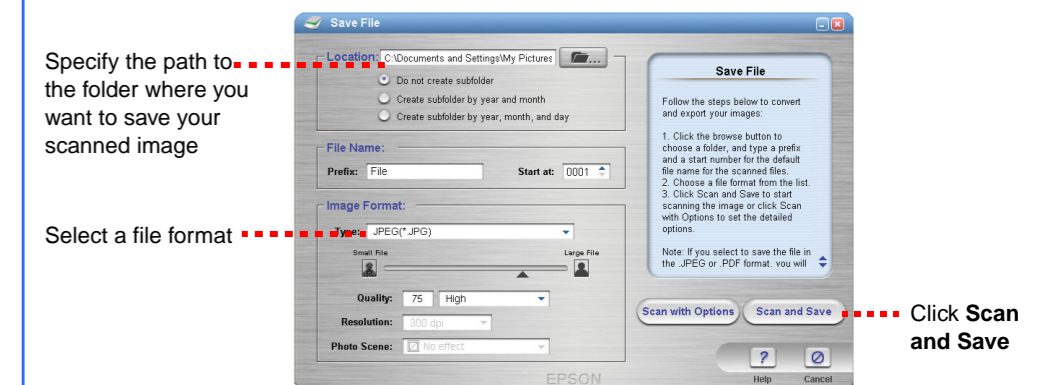 Save File
Specify the path to
the folder where you
want to save your
scanned image
Location: C:\Documents and Settings\My Pictures ...
Do not create subfolder
Create subfolder by year and month
Create subfolder by year, month, and day
File Name:
Prefix: File Start at: 0001
Select a file format
Image Format:
Type: JPEG(*.JPG)
Small File Large File
Quality: 75 High
Resolution: 300 dpi
Photo Scene: No effect
Save File
Follow the steps below to convert
and export your images:
1. Click the browse button to
choose a folder, and type a prefix
and a start number for the default
file name for the scanned files.
2. Choose a file format from the list.
3. Click Scan and Save to start
scanning the image or click Scan
with Options to set the detailed
options.
Note: If you select to save the file in
the .JPEG or .PDF format, you will
Scan with Options Scan and Save
Click Scan
and Save
? Help
Cancel
EPSON